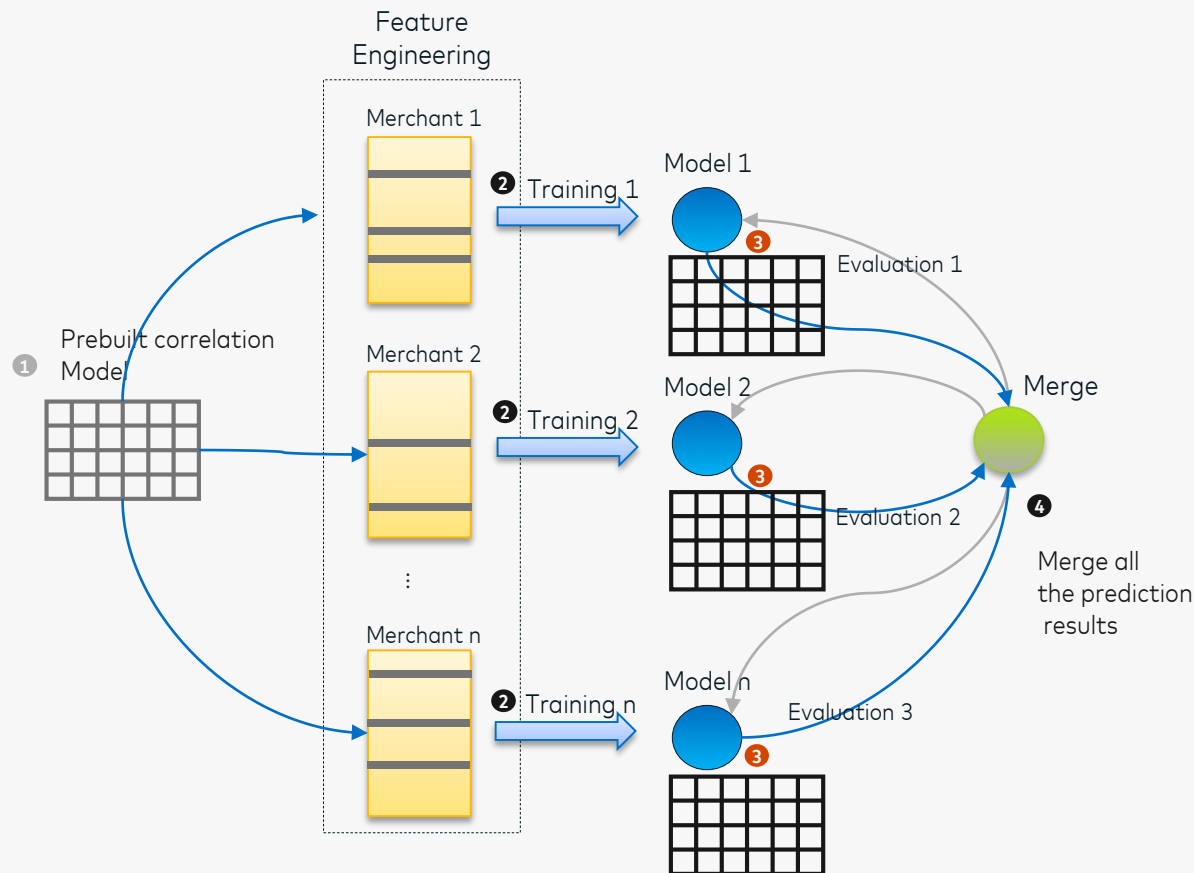 Feature
Engineering
Merchant 1
2
Training 1
Model 1
3
Evaluation 1
1
Prebuilt correlation
Model
Merchant 2
2
Training 2
Model 2
3
Evaluation 2
Merge
4
Merge all
the prediction
results
...
Merchant n
2
Training n
Model n
Evaluation 3
3